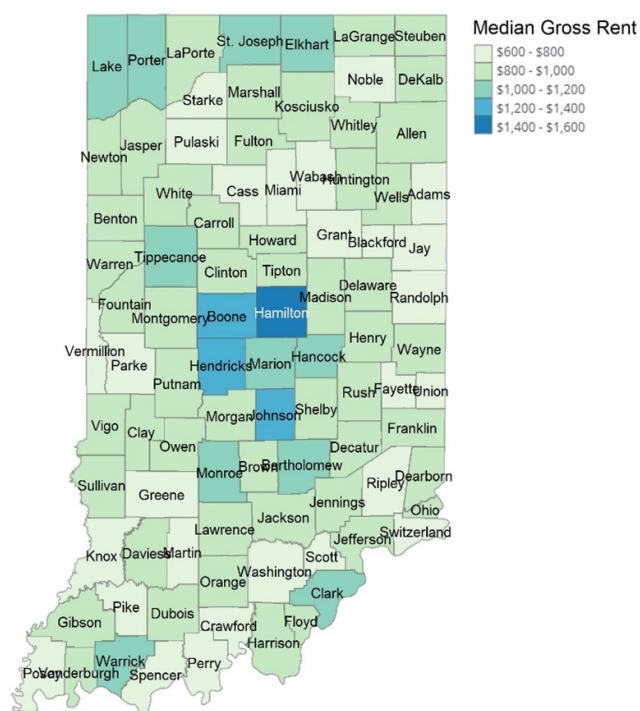 Median Gross Rent
$600 - $800
$800 - $1,000
$1,000 - $1,200
$1,200 - $1,400
$1,400 - $1,600
Lake
Porter
LaPorte
St. Joseph
Elkhart
LaGrange
Steuben
Noble
DeKalb
Starke
Marshall
Kosciusko
Whitley
Allen
Newton
Jasper
Pulaski
Fulton
Cass
Miami
Wabash
Huntington
Wells
Adams
White
Carroll
Benton
Howard
Grant
Blackford
Jay
Warren
Tippecanoe
Clinton
Tipton
Madison
Delaware
Randolph
Fountain
Montgomery
Boone
Hamilton
Henry
Wayne
Vermillion
Parke
Putnam
Hendricks
Marion
Hancock
Rush
Fayette
Union
Vigo
Clay
Owen
Morgan
Johnson
Shelby
Franklin
Decatur
Sullivan
Greene
Monroe
Brown
Bartholomew
Jennings
Ripley
Dearborn
Ohio
Switzerland
Jefferson
Jackson
Lawrence
Knox
Daviess
Martin
Orange
Washington
Scott
Clark
Gibson
Pike
Dubois
Crawford
Floyd
Harrison
Posey
Vanderburgh
Warrick
Spencer
Perry